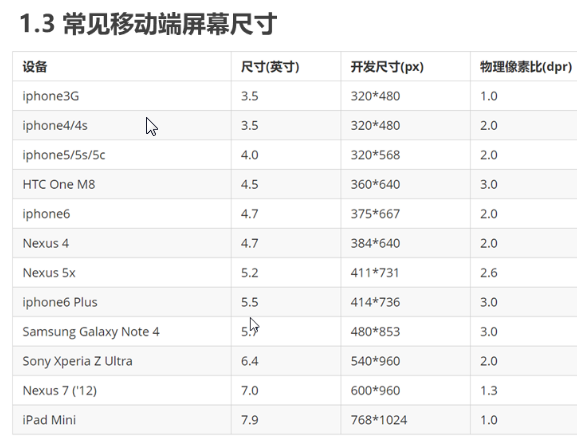 1.3 常见移动端屏幕尺寸
设备 尺寸(英寸) 开发尺寸(px) 物理像素比(dpr)
iphone3G 3.5 320*480 1.0
iphone4/4s 3.5 320*480 2.0
iphone5/5s/5c 4.0 320*568 2.0
HTC One M8 4.5 360*640 3.0
iphone6 4.7 375*667 2.0
Nexus 4 4.7 384*640 2.0
Nexus 5x 5.2 411*731 2.6
iphone6 Plus 5.5 414*736 3.0
Samsung Galaxy Note 4 5.7 480*853 3.0
Sony Xperia Z Ultra 6.4 540*960 2.0
Nexus 7 ('12) 7.0 600*960 1.3
iPad Mini 7.9 768*1024 1.0